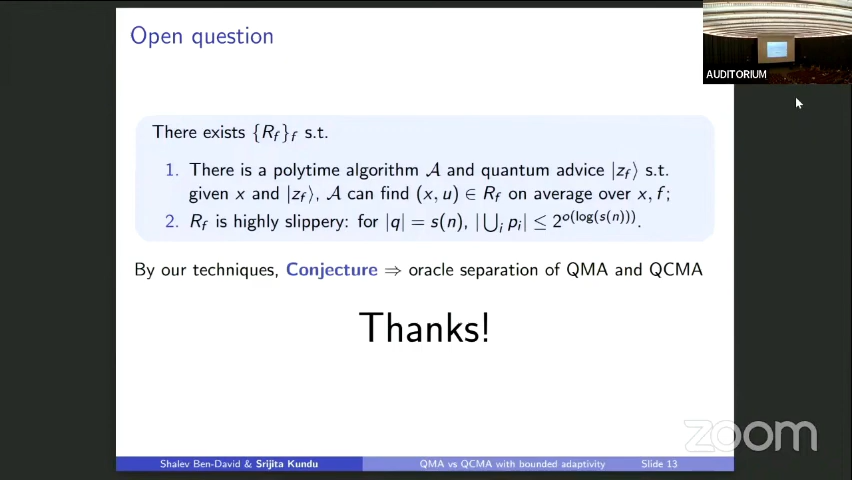 Open question
AUDITORIUM
There exists {R_f}_f s.t.
1. There is a polytime algorithm 𝒜 and quantum advice |z_f⟩ s.t.
given x and |z_f⟩, 𝒜 can find (x, u) ∈ R_f on average over x, f;
2. R_f is highly slippery: for |q| = s(n), |⋃_i p_i| ≤ 2^{o(log(s(n)))}.
By our techniques, Conjecture ⇒ oracle separation of QMA and QCMA
Thanks!
zoom
Shalev Ben-David & Srijita Kundu QMA vs QCMA with bounded adaptivity Slide 13